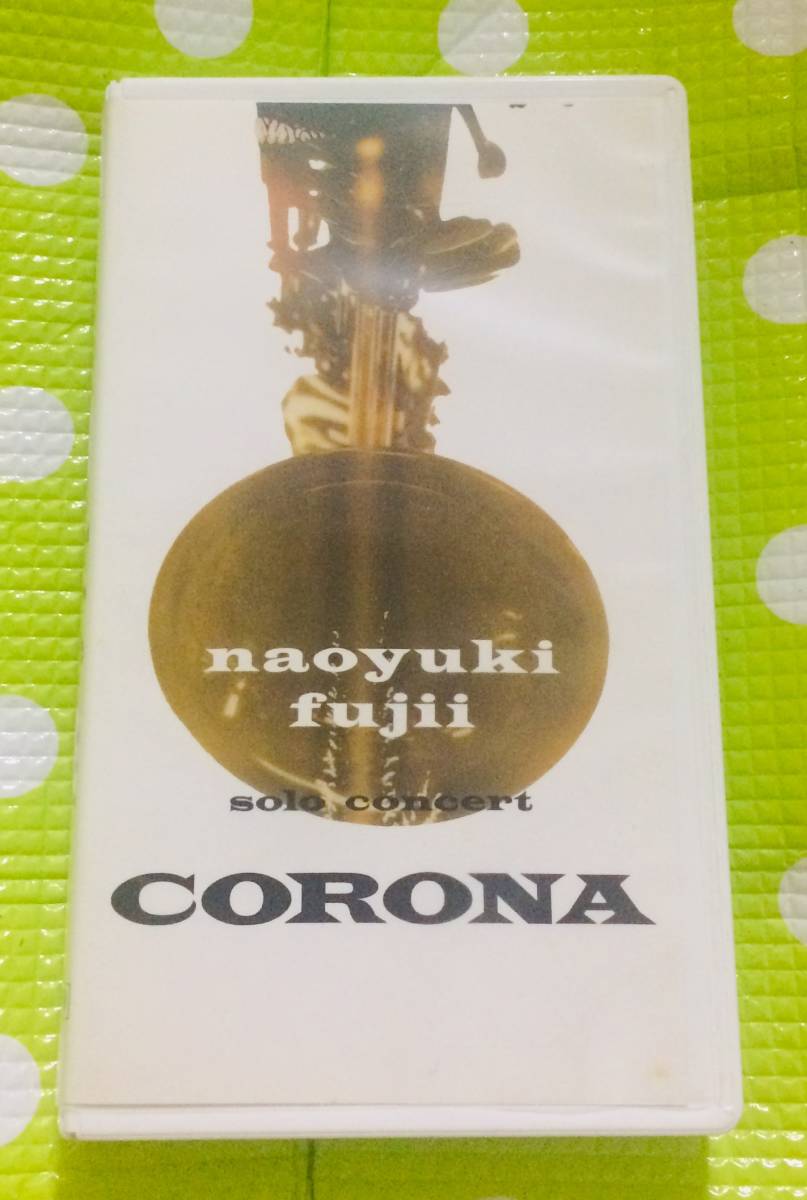 naoyuki
fujii
solo concert
CORONA